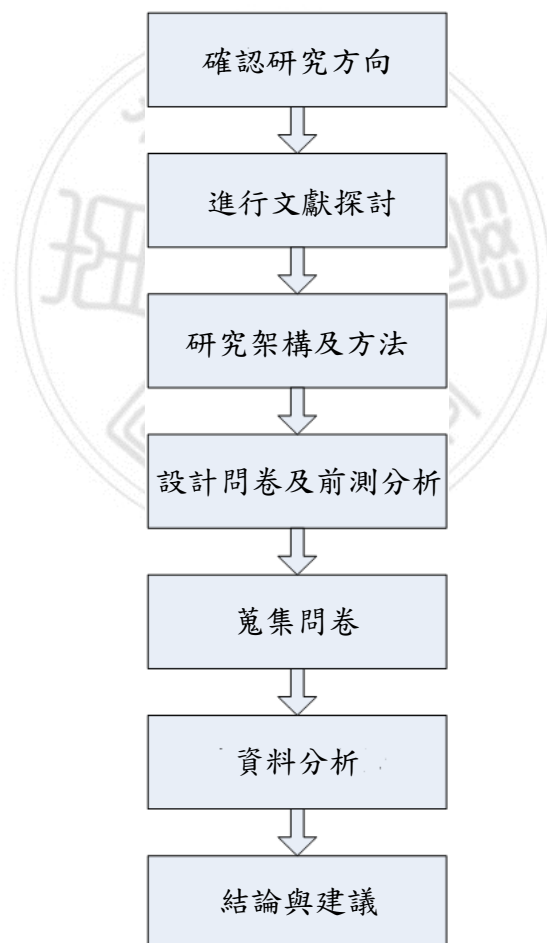 確認研究方向
進行文獻探討
研究架構及方法
設計問卷及前測分析
蒐集問卷
資料分析
結論與建議